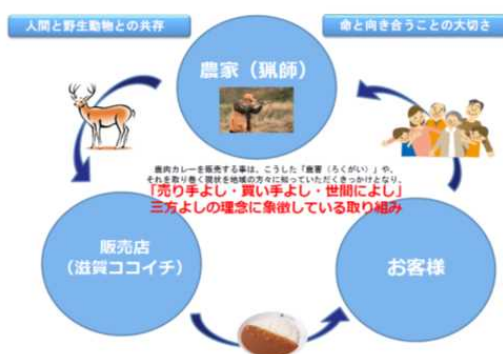 人間と野生動物との共存
命と向き合うことの大切さ
農家（猟師）
鹿肉カレーを販売する事は、こうした「鹿害（ろくがい）」や、
それを取り巻く現状を地域の方々に知っていただくきっかけとなり、
「売り手よし・買い手よし・世間によし」
三方よしの理念に象徴している取り組み
販売店
（滋賀ココイチ）
お客様